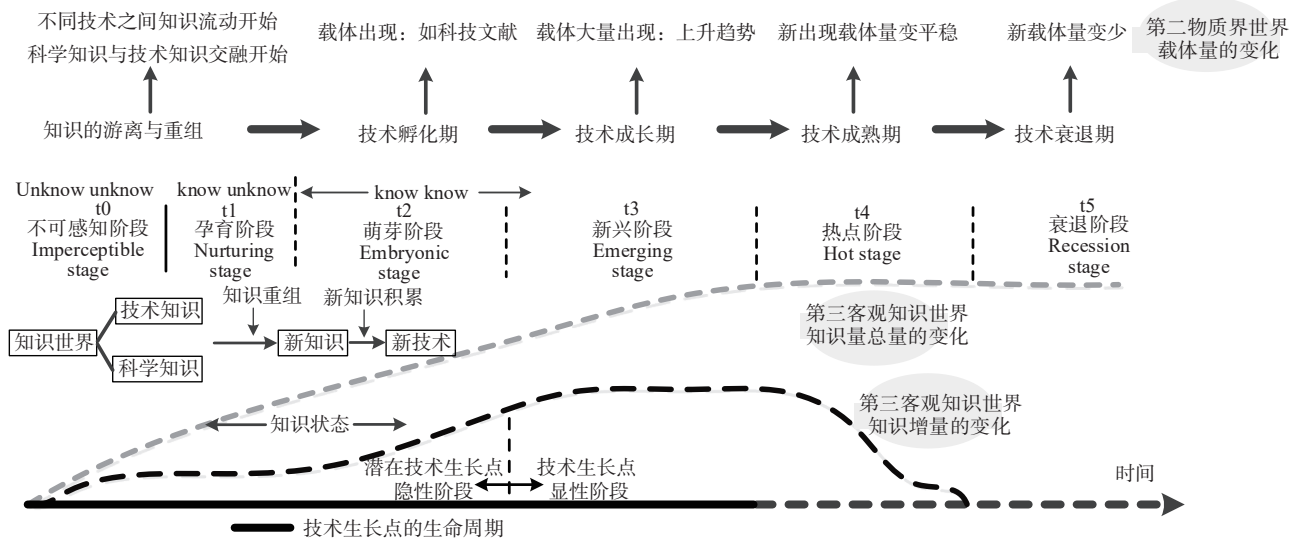 不同技术之间知识流动开始
科学知识与技术知识交融开始
载体出现：如科技文献
载体大量出现：上升趋势
新出现载体量变平稳
新载体量变少
第二物质界世界
载体量的变化
知识的游离与重组
技术孵化期
技术成长期
技术成熟期
技术衰退期
Unknow unknow
know unknow
know know
t0
不可感知阶段
Imperceptible
stage
t1
孕育阶段
Nurturing
stage
t2
萌芽阶段
Embryonic
stage
t3
新兴阶段
Emerging
stage
t4
热点阶段
Hot stage
t5
衰退阶段
Recession
stage
知识重组
新知识积累
技术知识
知识世界
科学知识
新知识
新技术
第三客观知识世界
知识量总量的变化
第三客观知识世界
知识增量的变化
知识状态
潜在技术生长点
隐性阶段
技术生长点
显性阶段
时间
技术生长点的生命周期